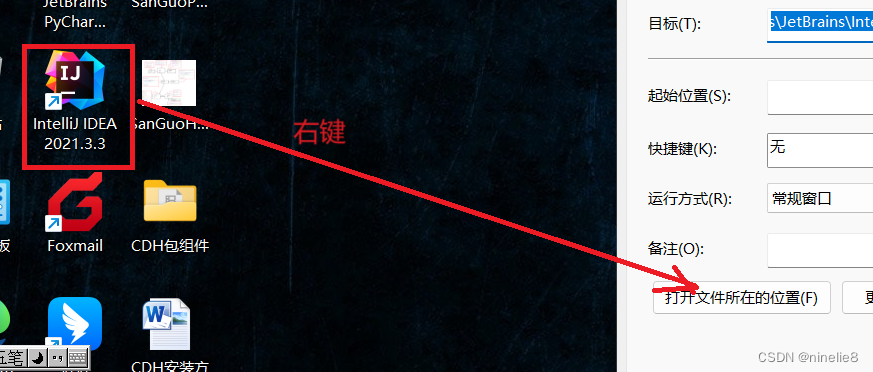 JetBrains
PyChar...
SanGuoP...
IJ
IntelliJ IDEA
2021.3.3
SanGuoH...
右键
Foxmail
CDH包组件
CDH安装方
五笔
目标(T):
s\JetBrains\Inte
起始位置(S):
快捷键(K):
无
运行方式(R):
常规窗口
备注(O):
打开文件所在的位置(F)
更
CSDN @ninelie8